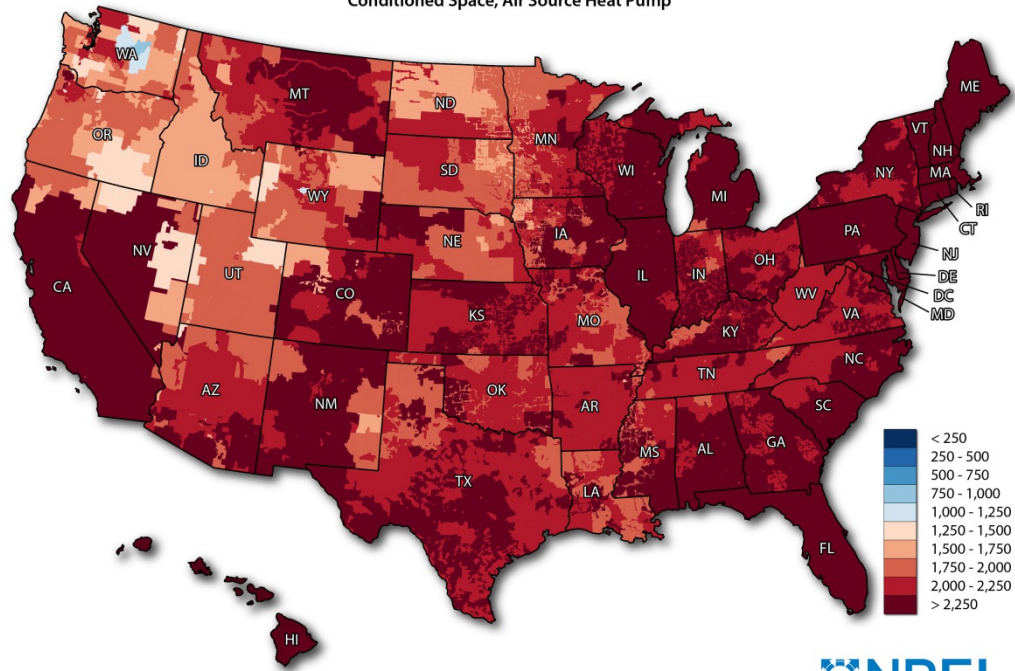 Conditioned Space, Air Source Heat Pump
WA
MT
ND
MN
ME
VT
NH
OR
ID
WY
SD
WI
MI
NY
MA
RI
CT
NV
UT
CO
NE
IA
IL
IN
OH
PA
NJ
DE
DC
MD
CA
KS
MO
KY
WV
VA
AZ
NM
OK
AR
TN
NC
SC
TX
LA
MS
AL
GA
FL
HI
< 250
250 - 500
500 - 750
750 - 1,000
1,000 - 1,250
1,250 - 1,500
1,500 - 1,750
1,750 - 2,000
2,000 - 2,250
> 2,250
NREL